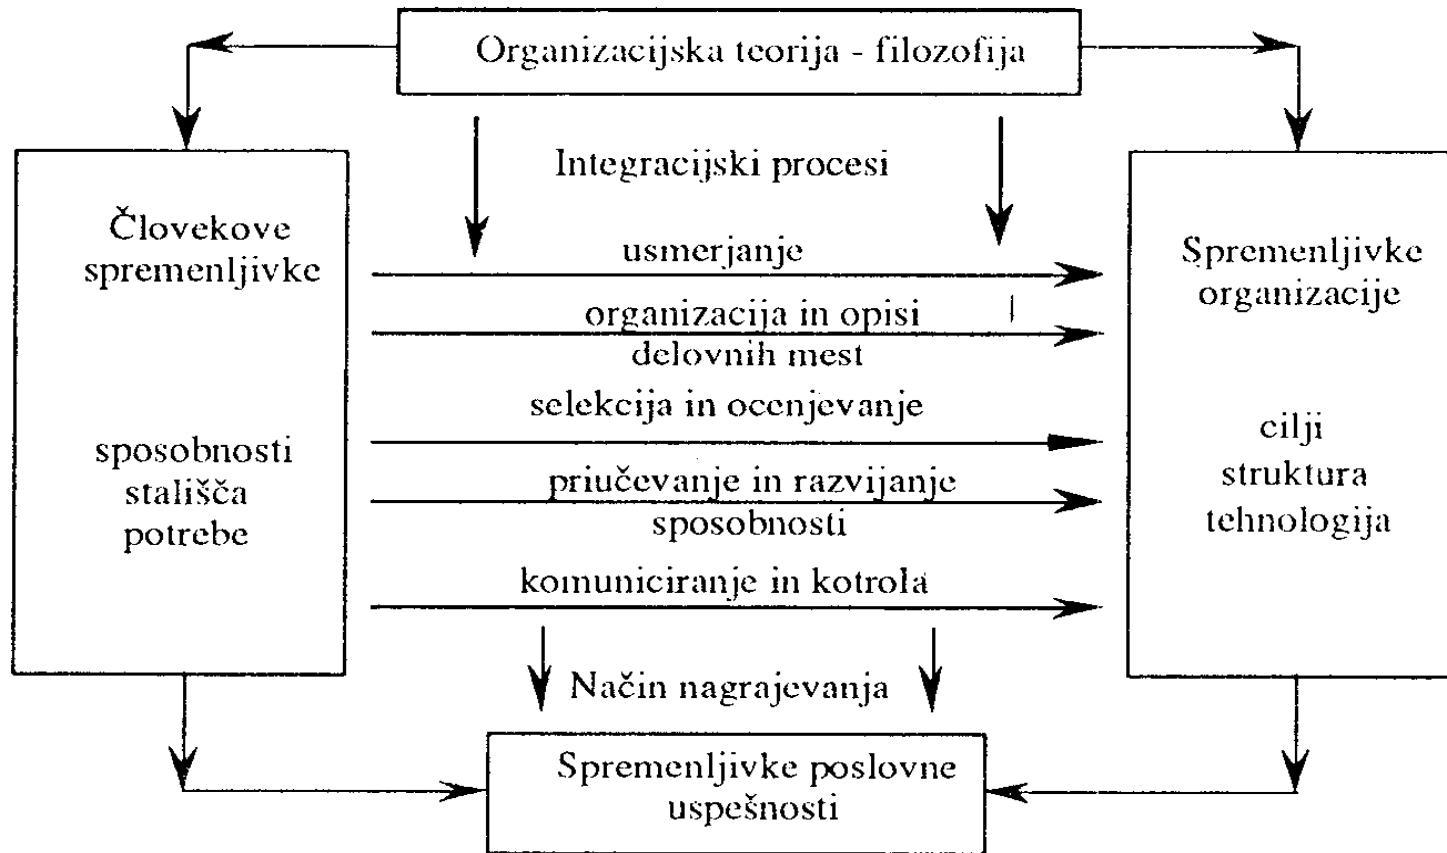 Organizacijska teorija - filozofija
Integracijski procesi
Človekove
spremenljivke
sposobnosti
stališča
potrebe
usmerjanje
organizacija in opisi
delovnih mest
selekcija in ocenjevanje
priučevanje in razvijanje
sposobnosti
komuniciranje in kotrola
Način nagrajevanja
Spremenljivke
organizacije
cilji
struktura
tehnologija
Spremenljivke poslovne
uspešnosti